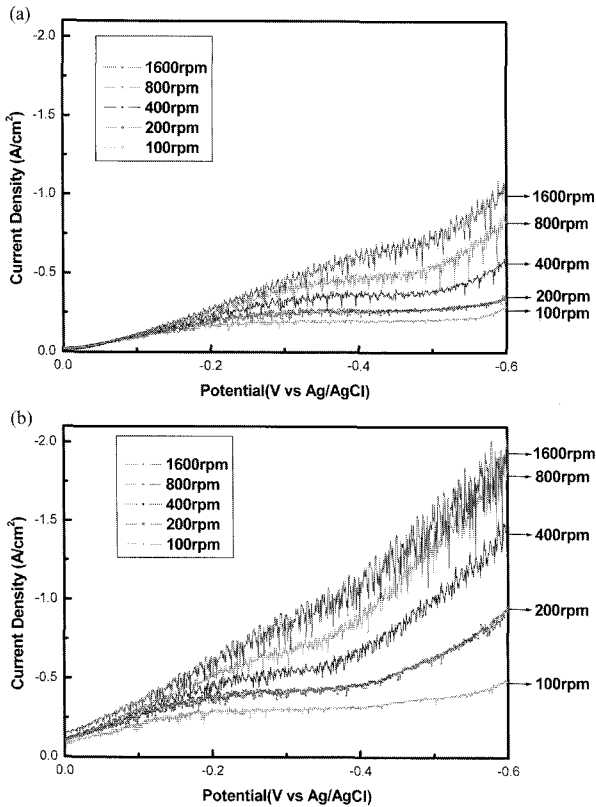 (a)
-2.0
-1.5
-1.0
-0.5
0.0
Current Density (A/cm²)
1600rpm
800rpm
400rpm
200rpm
100rpm
1600rpm
800rpm
400rpm
200rpm
100rpm
0.0 -0.2 -0.4 -0.6
Potential(V vs Ag/AgCl)
(b)
-2.0
-1.5
-1.0
-0.5
0.0
Current Density (A/cm²)
1600rpm
800rpm
400rpm
200rpm
100rpm
1600rpm
800rpm
400rpm
200rpm
100rpm
0.0 -0.2 -0.4 -0.6
Potential(V vs Ag/AgCl)